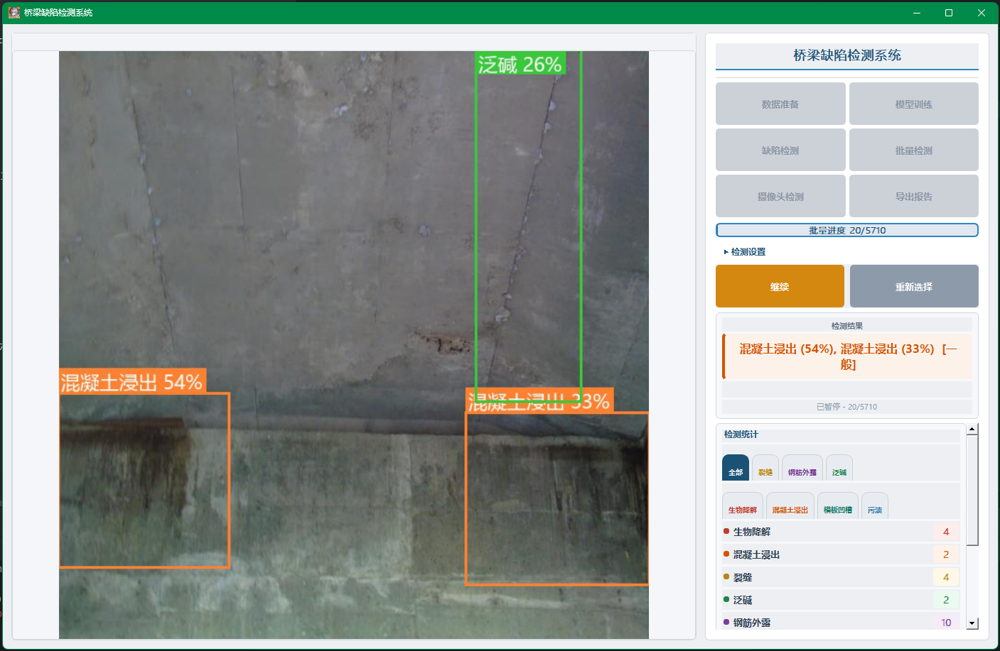 桥梁缺陷检测系统
泛碱 26%
混凝土浸出 54%
混凝土浸出 33%
桥梁缺陷检测系统
数据准备
模型训练
缺陷检测
批量检测
摄像头检测
导出报告
批量进度 20/5710
检测设置
继续
重新选择
检测结果
混凝土浸出 (54%), 混凝土浸出 (33%) [一
般]
已暂停 - 20/5710
检测统计
全部
裂缝
钢筋外露
泛碱
生物降解
混凝土浸出
模板凹槽
污渍
生物降解 4
混凝土浸出 2
裂缝 4
泛碱 2
钢筋外露 10